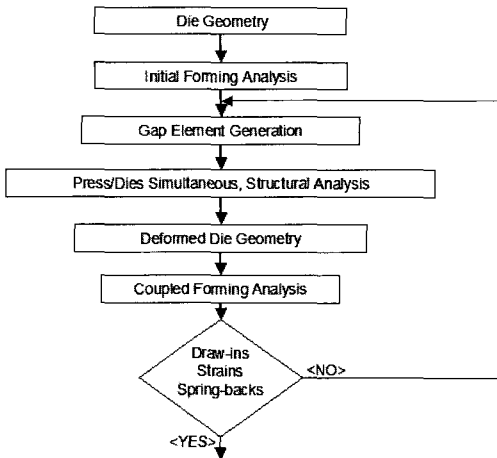 Die Geometry
Initial Forming Analysis
Gap Element Generation
Press/Dies Simultaneous, Structural Analysis
Deformed Die Geometry
Coupled Forming Analysis
Draw-ins
Strains
Spring-backs
<NO>
<YES>